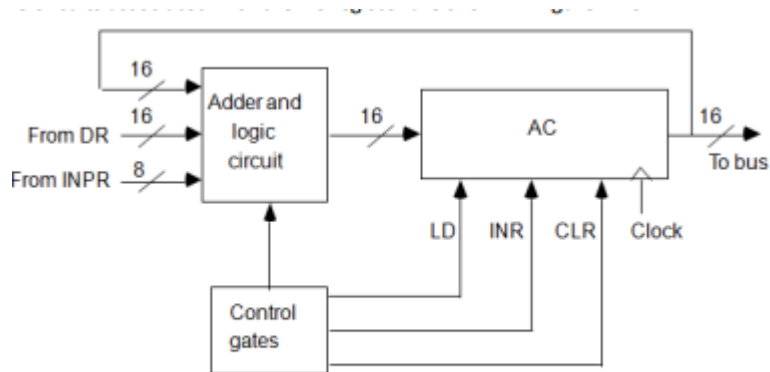 16
16
Adder and
logic
circuit
From DR
8
From INPR
16
AC
16
To bus
LD INR CLR Clock
Control
gates